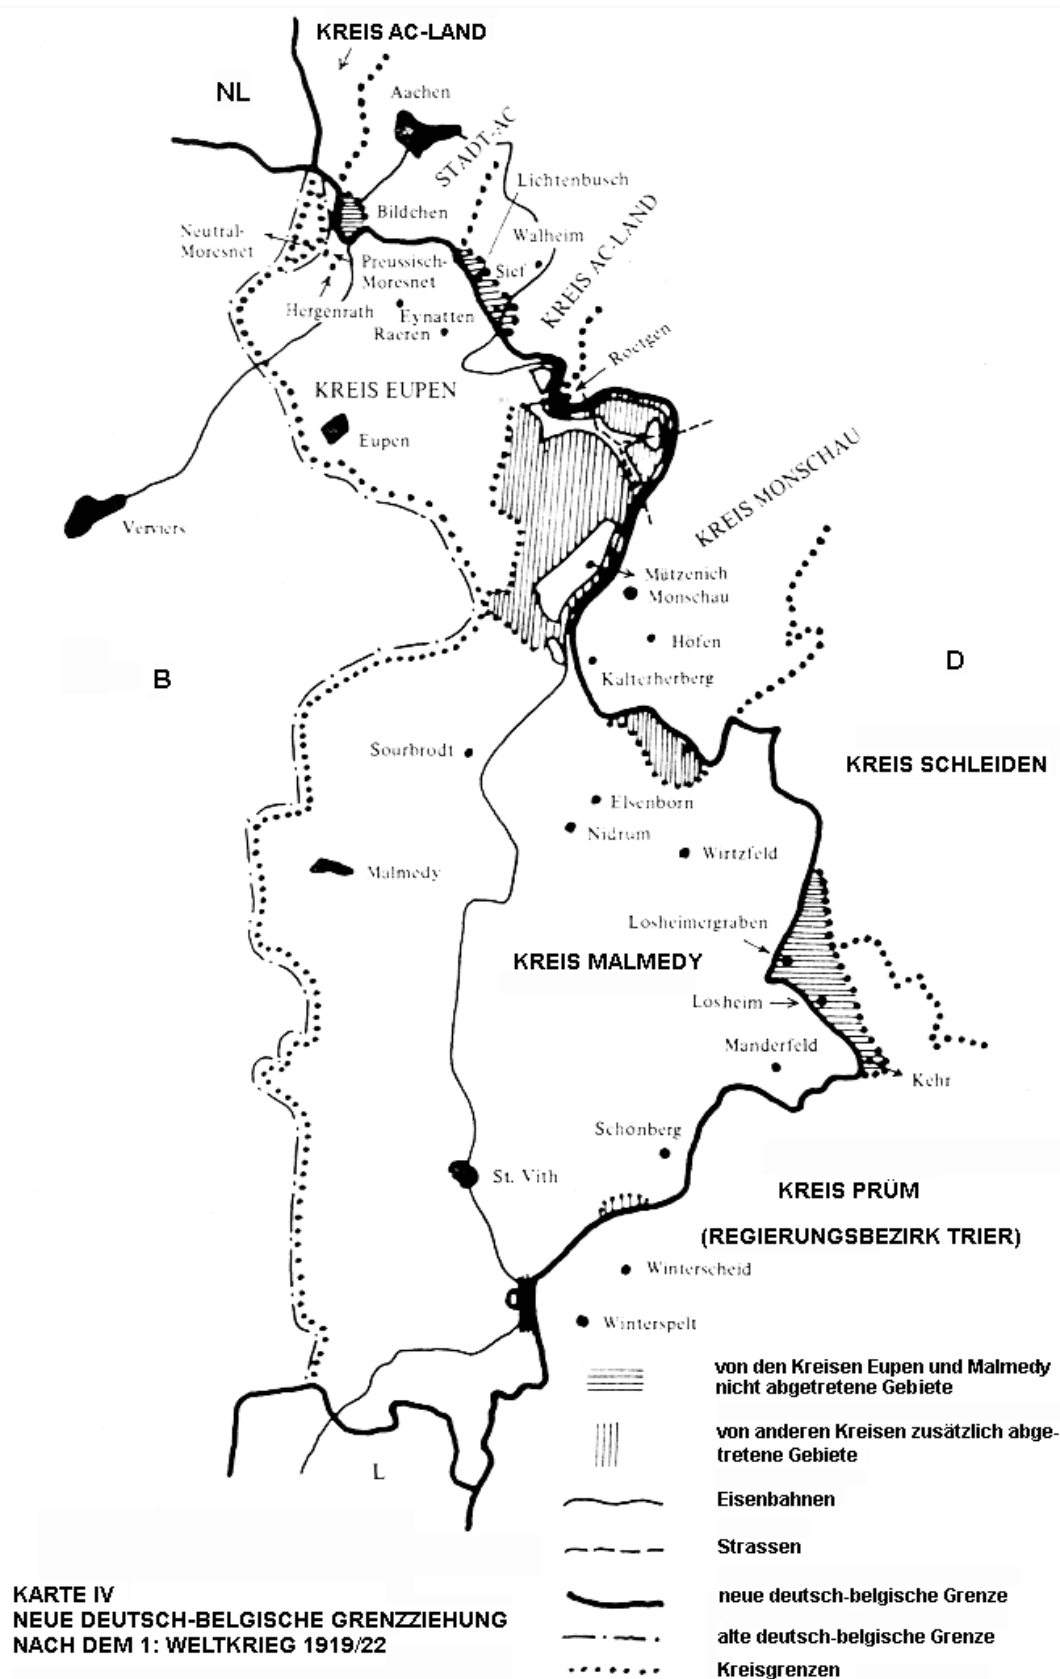 KREIS AC-LAND
NL
Aachen
STADT-AC
Lichtenbusch
Bildchen
Walheim
Neutral-
Moresnet
KREIS AC-LAND
Preussisch-
Moresnet
Sief
Hergenrath
Eynatten
Raeren
Roetgen
KREIS EUPEN
Eupen
KREIS MONSCHAU
Verviers
Mützenich
Monschau
Höfen
B
D
Kalterherberg
Sourbrodt
KREIS SCHLEIDEN
Elsenborn
Nidrum
Wirtzfeld
Malmedy
Losheimergraben
KREIS MALMEDY
Losheim
Manderfeld
Kehr
Schönberg
St. Vith
KREIS PRÜM
(REGIERUNGSBEZIRK TRIER)
Winterscheid
Winterspelt
von den Kreisen Eupen und Malmedy
nicht abgetretene Gebiete
von anderen Kreisen zusätzlich abge-
tretene Gebiete
L
Eisenbahnen
Strassen
neue deutsch-belgische Grenze
alte deutsch-belgische Grenze
Kreisgrenzen
KARTE IV
NEUE DEUTSCH-BELGISCHE GRENZZIEHUNG
NACH DEM 1: WELTKRIEG 1919/22